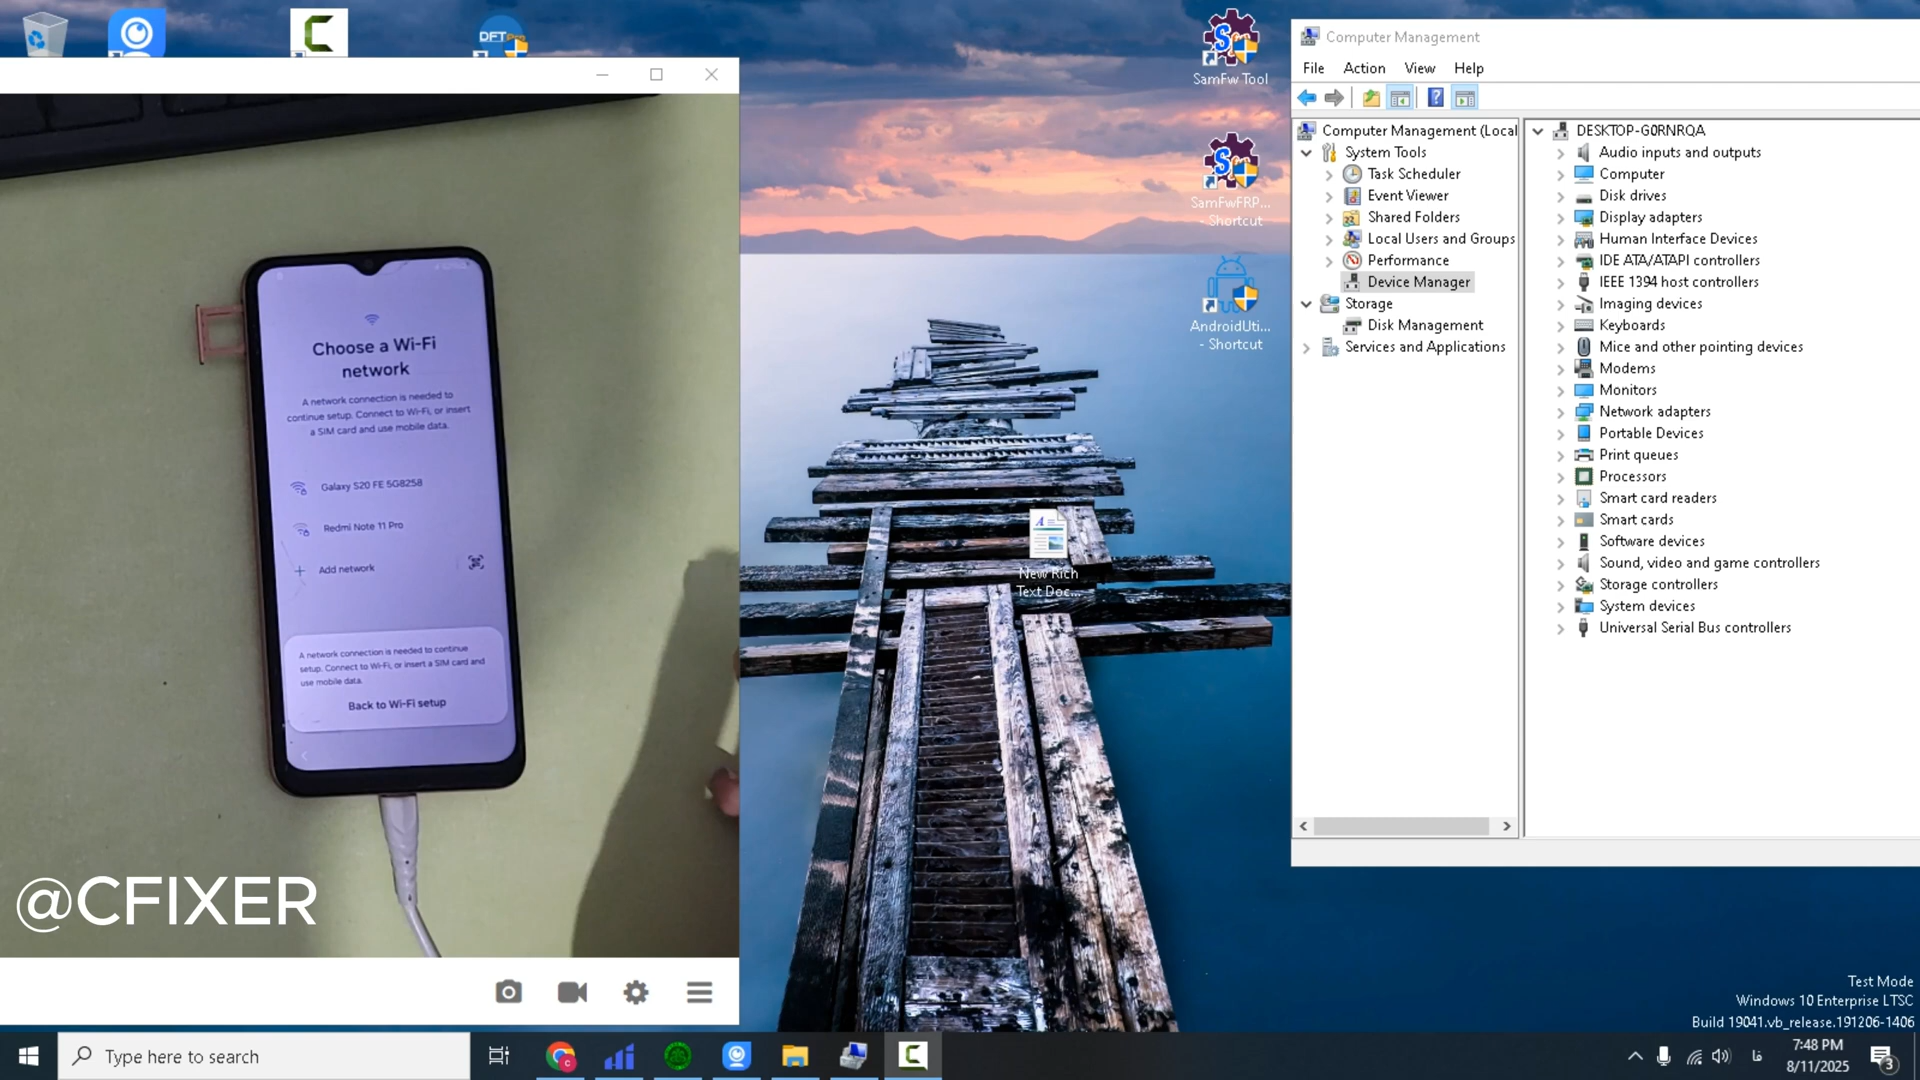 DFTPro
SamFw Tool
SamFwFRP...
- Shortcut
AndroidUti...
- Shortcut
New Rich
Text Doc...
Choose a Wi-Fi
network
A network connection is needed to
continue setup. Connect to Wi-Fi, or insert
a SIM card and use mobile data.
Galaxy S20 FE 5G8258
Redmi Note 11 Pro
Add network
A network connection is needed to continue
setup. Connect to Wi-Fi, or insert a SIM card and
use mobile data.
Back to Wi-Fi setup
@CFIXER
Computer Management
File Action View Help
Computer Management (Local
System Tools
Task Scheduler
Event Viewer
Shared Folders
Local Users and Groups
Performance
Device Manager
Storage
Disk Management
Services and Applications
DESKTOP-G0RNRQA
Audio inputs and outputs
Computer
Disk drives
Display adapters
Human Interface Devices
IDE ATA/ATAPI controllers
IEEE 1394 host controllers
Imaging devices
Keyboards
Mice and other pointing devices
Modems
Monitors
Network adapters
Portable Devices
Print queues
Processors
Smart card readers
Smart cards
Software devices
Sound, video and game controllers
Storage controllers
System devices
Universal Serial Bus controllers
Test Mode
Windows 10 Enterprise LTSC
Build 19041.vb_release.191206-1406
Type here to search
فا
7:48 PM
8/11/2025
3